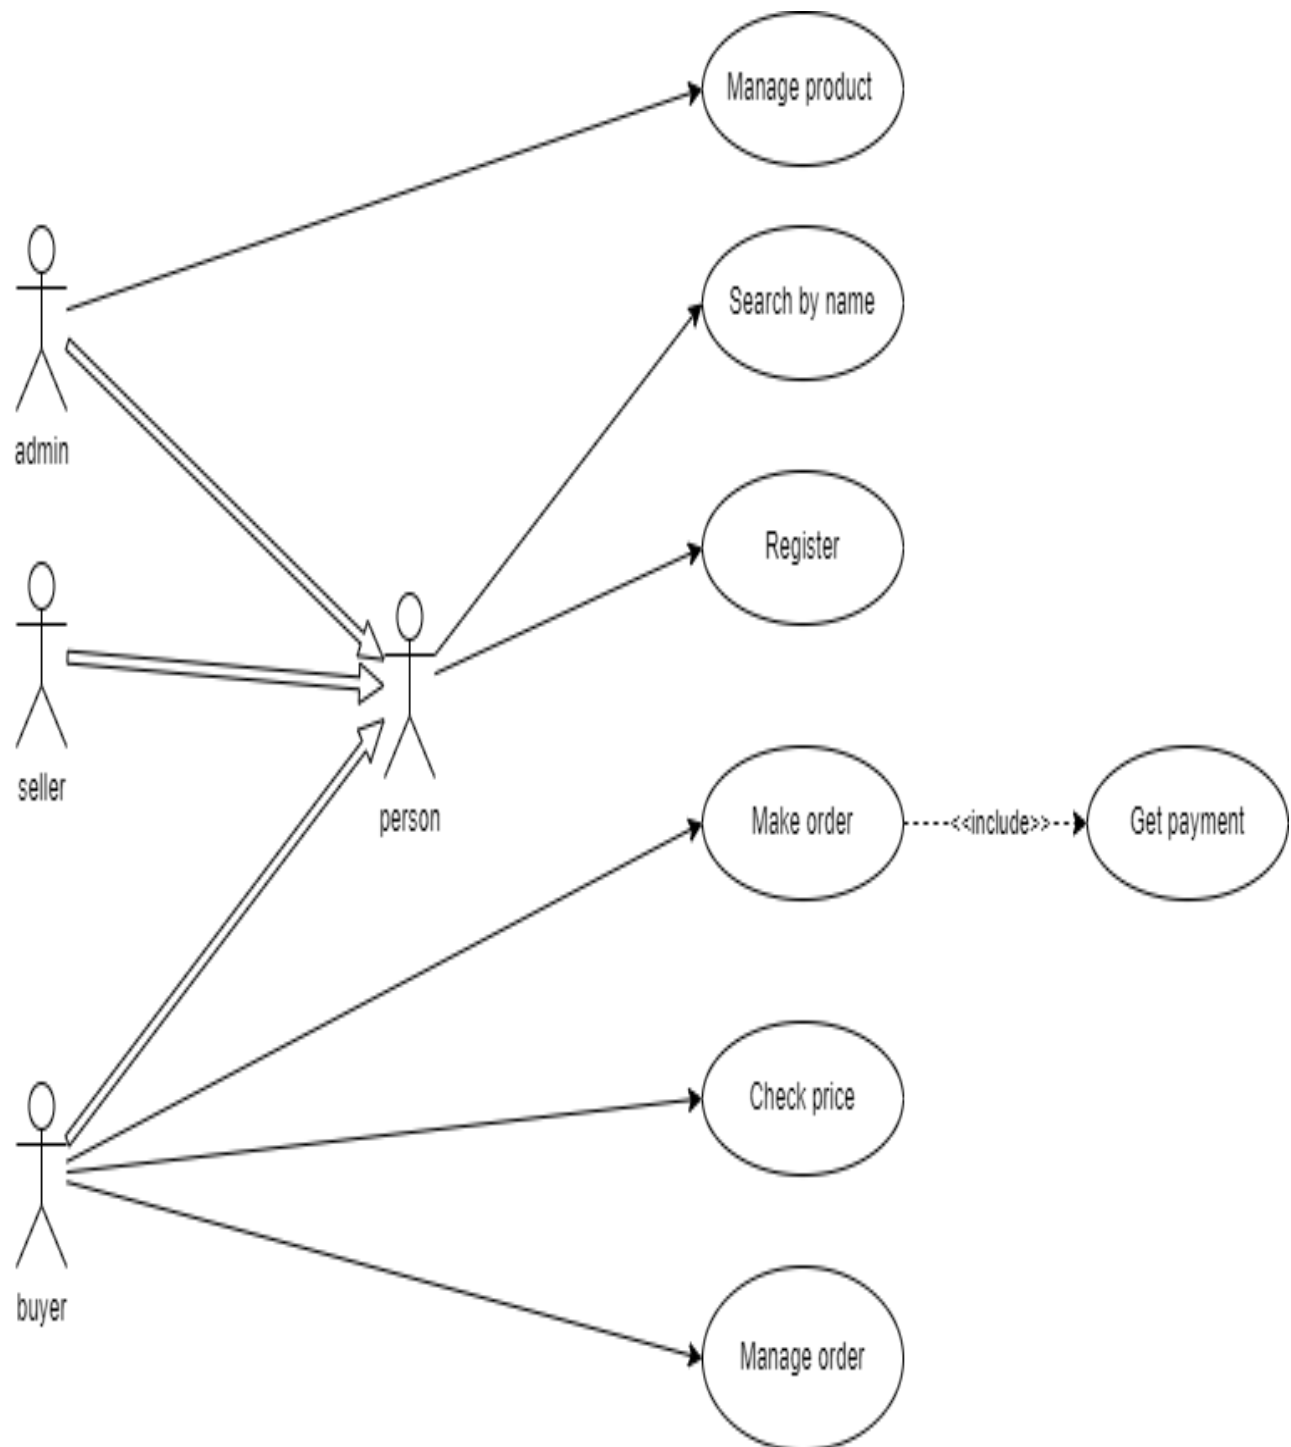 Manage product
Search by name
admin
Register
seller
person
Make order
<<include>>
Get payment
Check price
buyer
Manage order